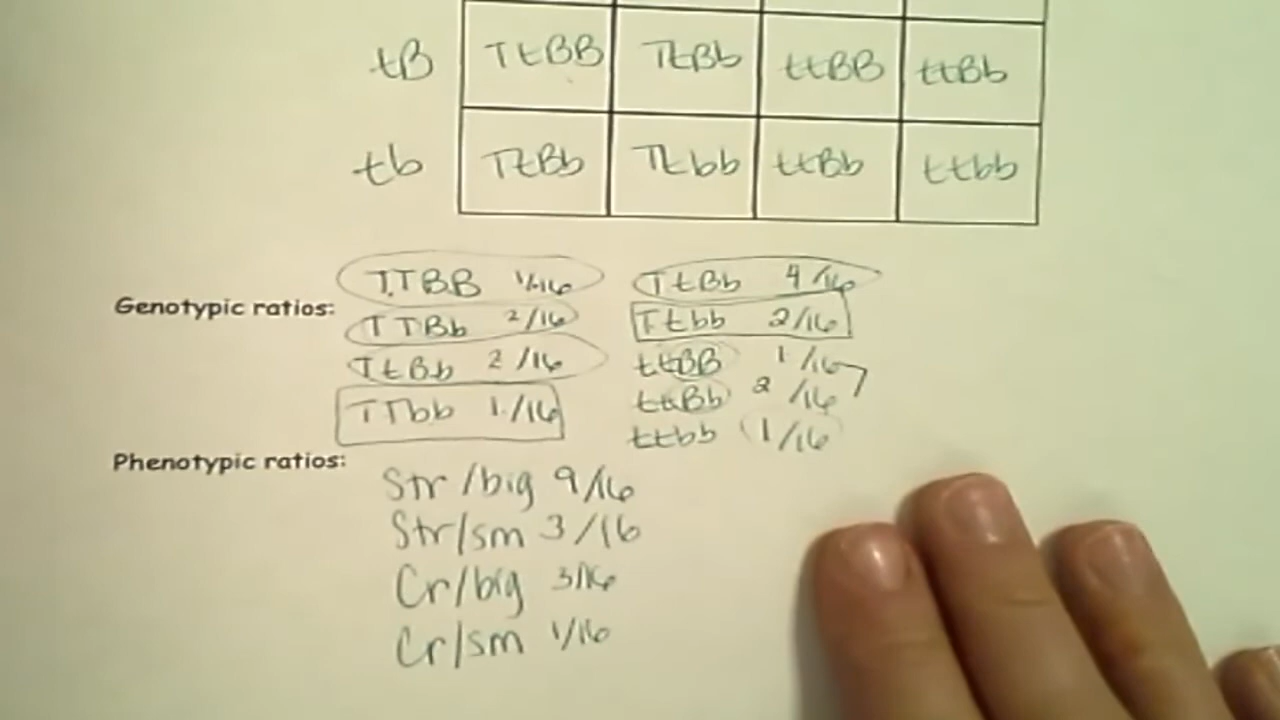 tB TtBB TtBb ttBB ttBb
tb TtBb Ttbb ttBb ttbb
Genotypic ratios:
TTBB 1/16
TTBb 2/16
TtBb 2/16
TTbb 1/16
TtBb 4/16
Ttbb 2/16
ttBB 1/16
ttBb 2/16
ttbb 1/16
Phenotypic ratios:
Str/big 9/16
Str/sm 3/16
Cr/big 3/16
Cr/sm 1/16